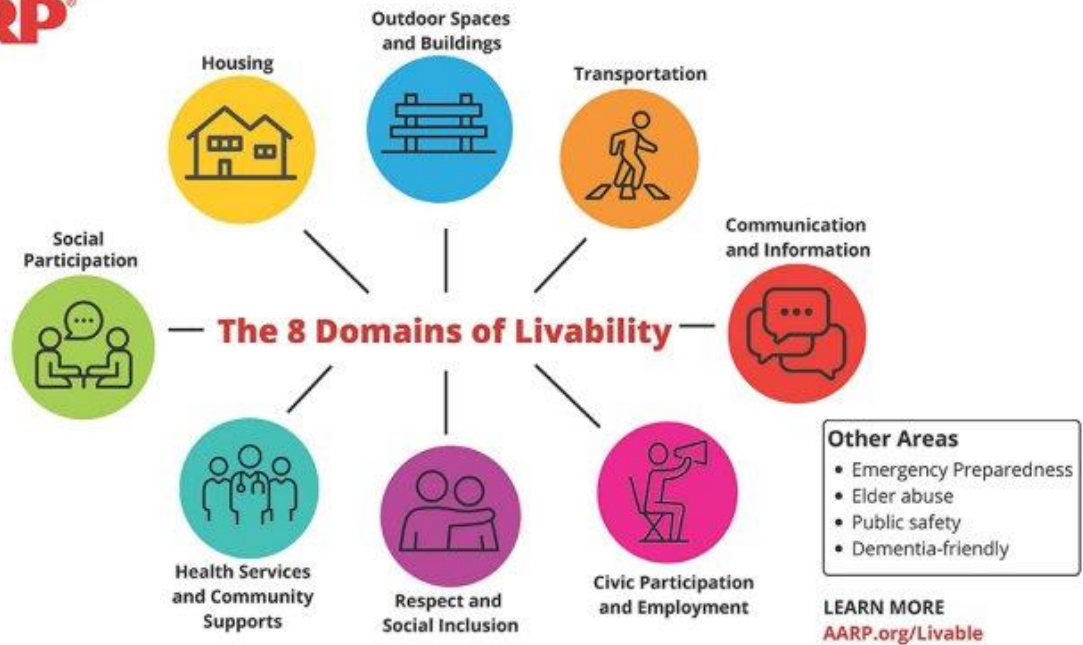 RP®
Outdoor Spaces
and Buildings
Housing
Transportation
Communication
and Information
Social
Participation
The 8 Domains of Livability
Health Services
and Community
Supports
Respect and
Social Inclusion
Civic Participation
and Employment
Other Areas
• Emergency Preparedness
• Elder abuse
• Public safety
• Dementia-friendly
LEARN MORE
AARP.org/Livable